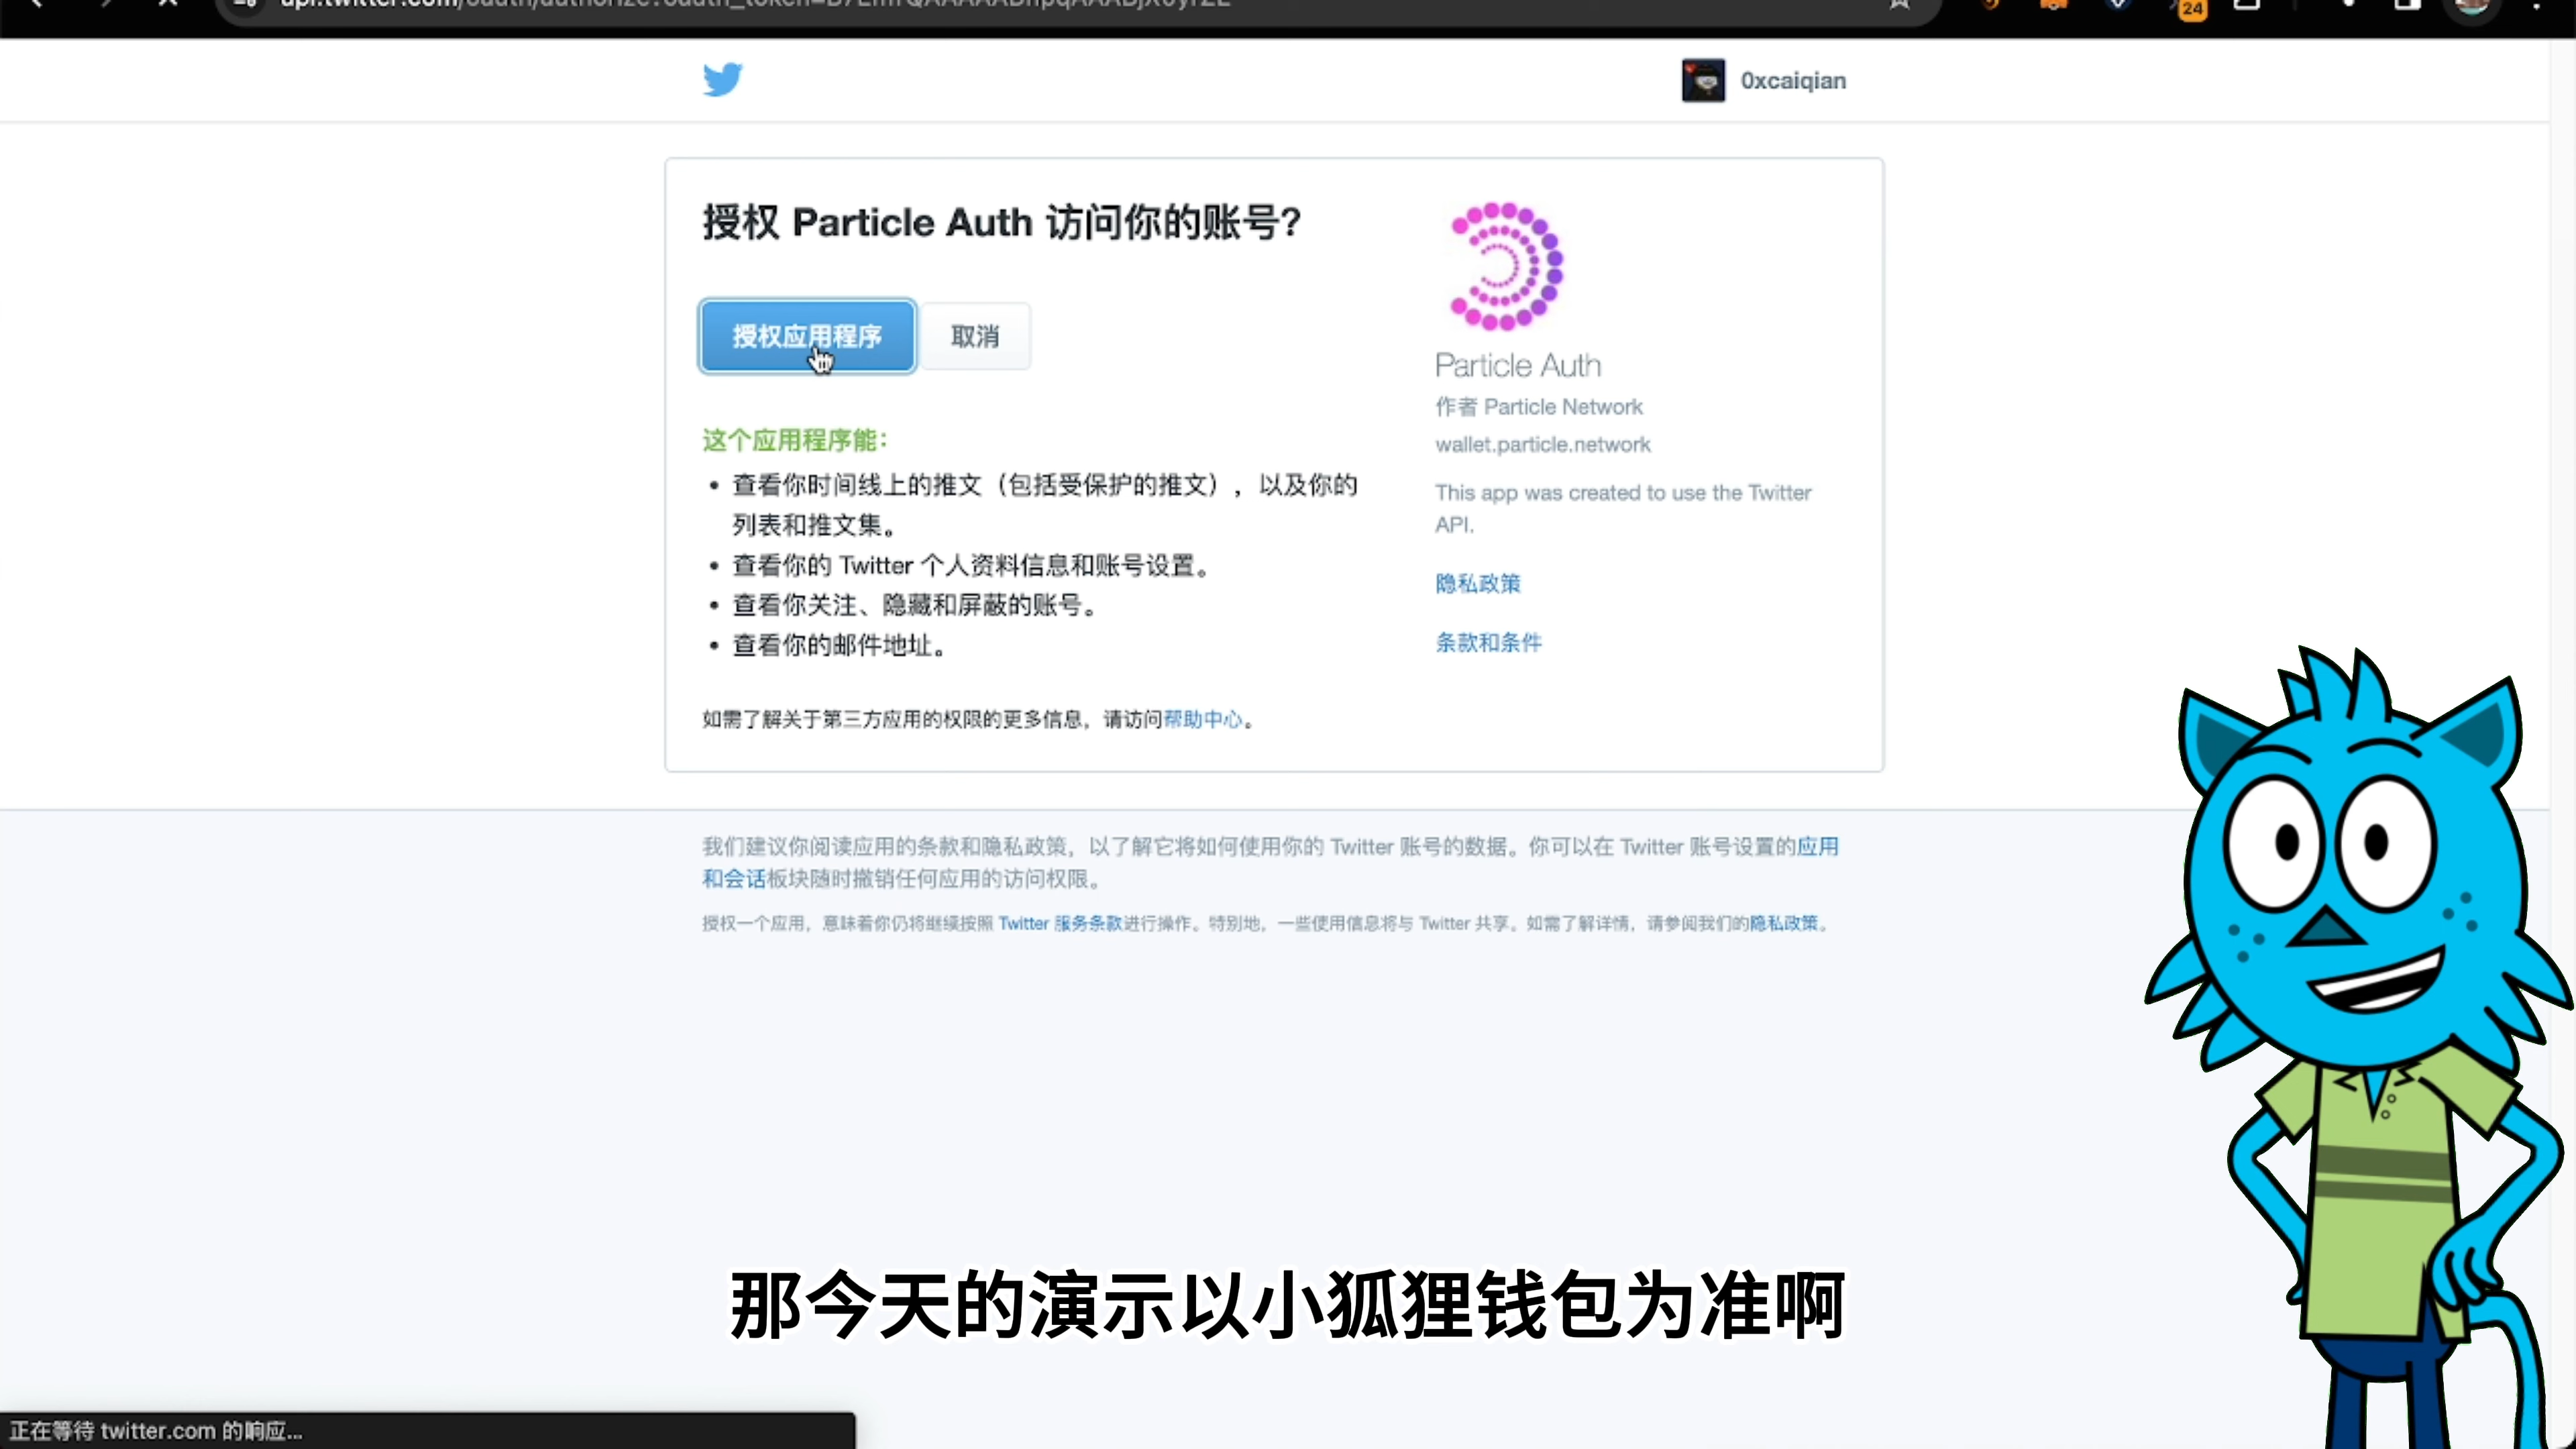 24
0xcaiqian
授权 Particle Auth 访问你的账号?
授权应用程序
取消
这个应用程序能：
• 查看你时间线上的推文（包括受保护的推文），以及你的
列表和推文集。
• 查看你的 Twitter 个人资料信息和账号设置。
• 查看你关注、隐藏和屏蔽的账号。
• 查看你的邮件地址。
如需了解关于第三方应用的权限的更多信息，请访问帮助中心。
Particle Auth
作者 Particle Network
wallet.particle.network
This app was created to use the Twitter
API.
隐私政策
条款和条件
我们建议你阅读应用的条款和隐私政策，以了解它将如何使用你的 Twitter 账号的数据。你可以在 Twitter 账号设置的应用
和会话板块随时撤销任何应用的访问权限。
授权一个应用，意味着你仍将继续按照 Twitter 服务条款进行操作。特别地，一些使用信息将与 Twitter 共享。如需了解详情，请参阅我们的隐私政策。
那今天的演示以小狐狸钱包为准啊
正在等待 twitter.com 的响应...